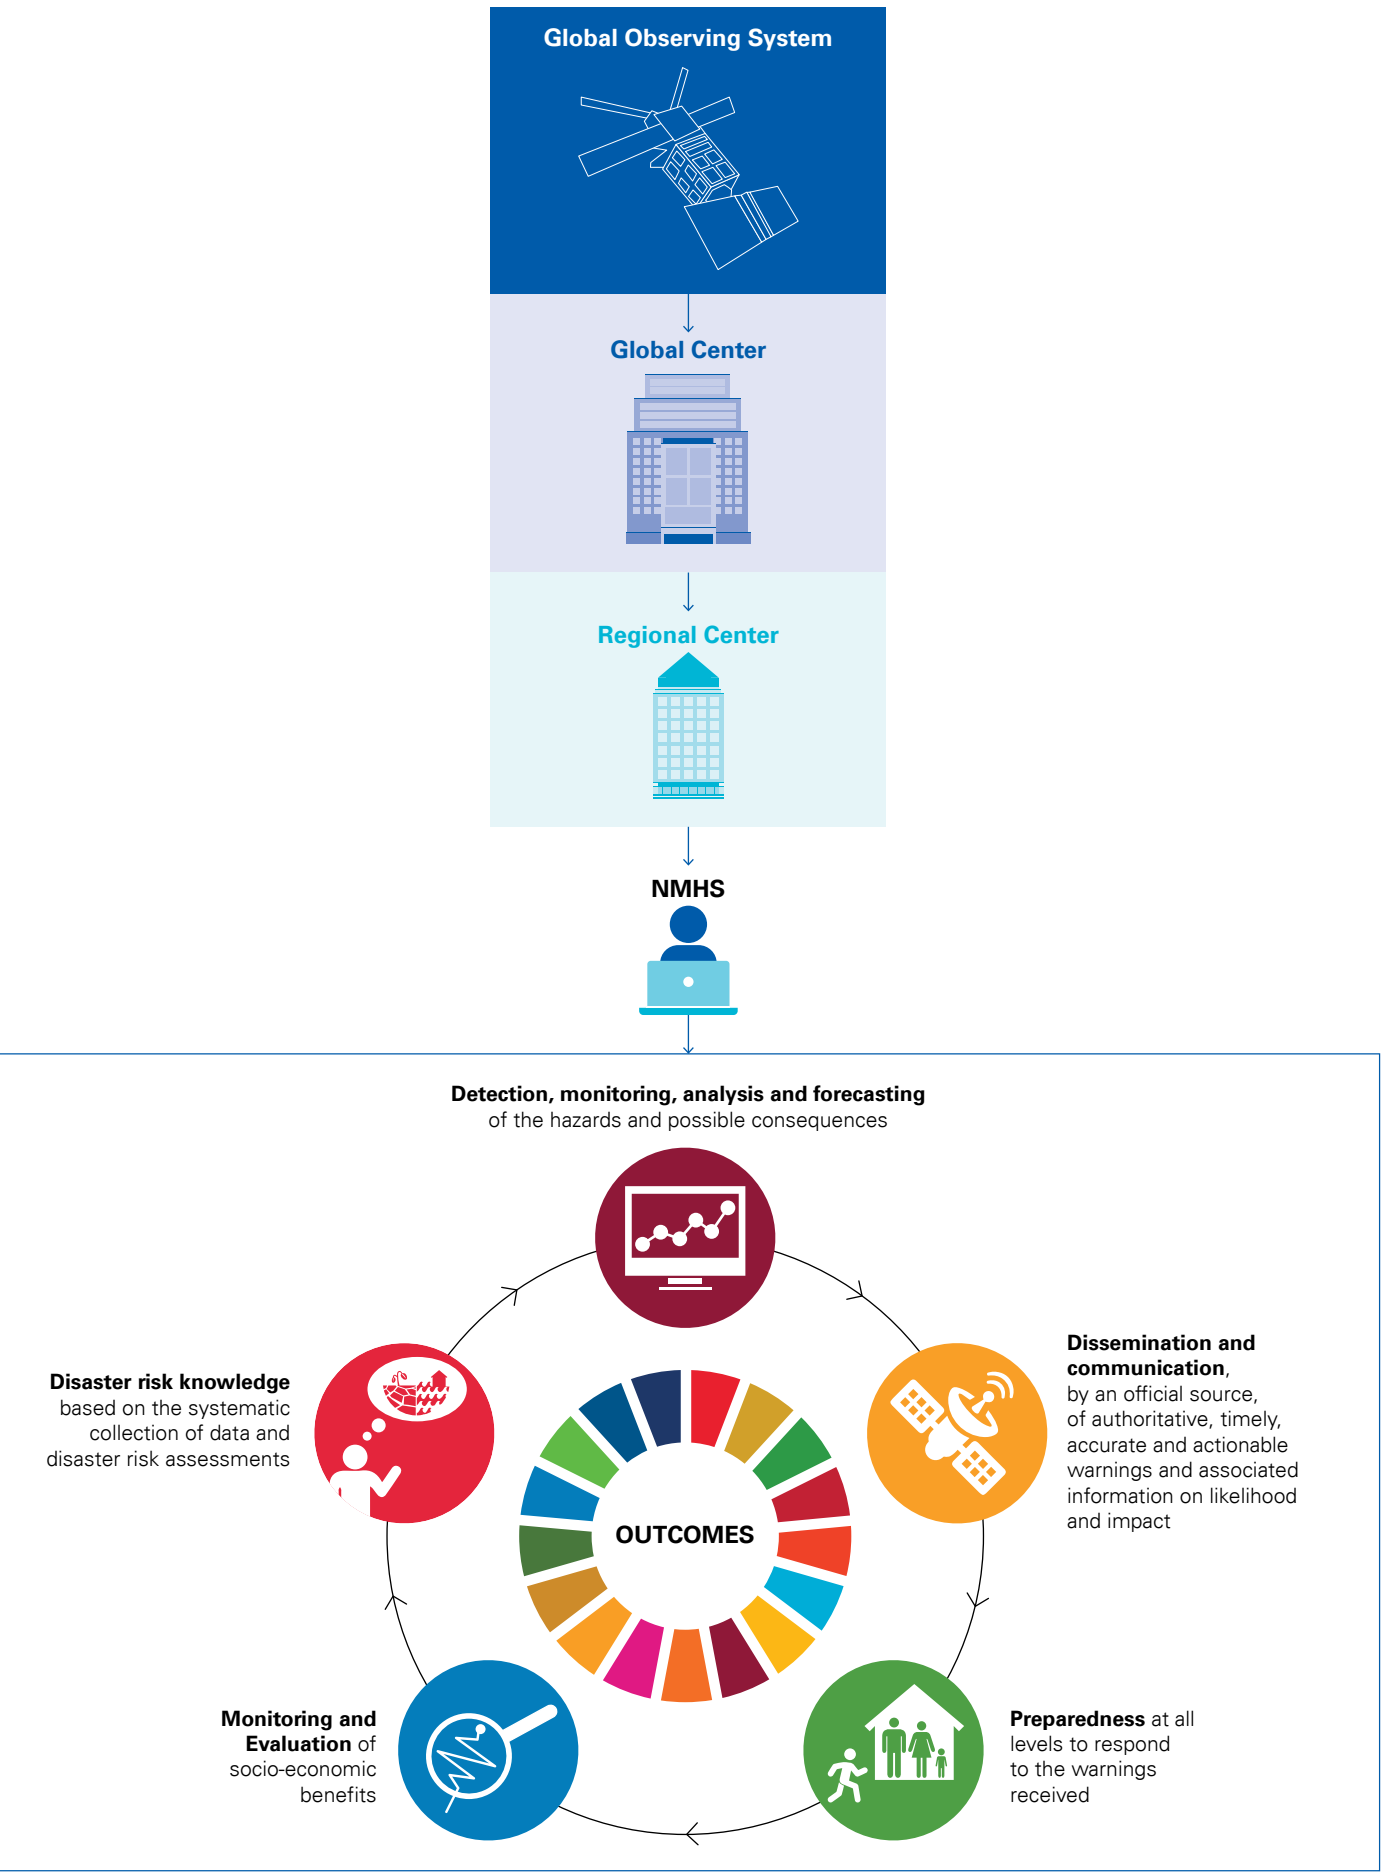 Global Observing System
Global Center
Regional Center
NMHS
Detection, monitoring, analysis and forecasting
of the hazards and possible consequences
Dissemination and
communication,
by an official source,
of authoritative, timely,
accurate and actionable
warnings and associated
information on likelihood
and impact
Disaster risk knowledge
based on the systematic
collection of data and
disaster risk assessments
OUTCOMES
Preparedness at all
levels to respond
to the warnings
received
Monitoring and
Evaluation of
socio-economic
benefits